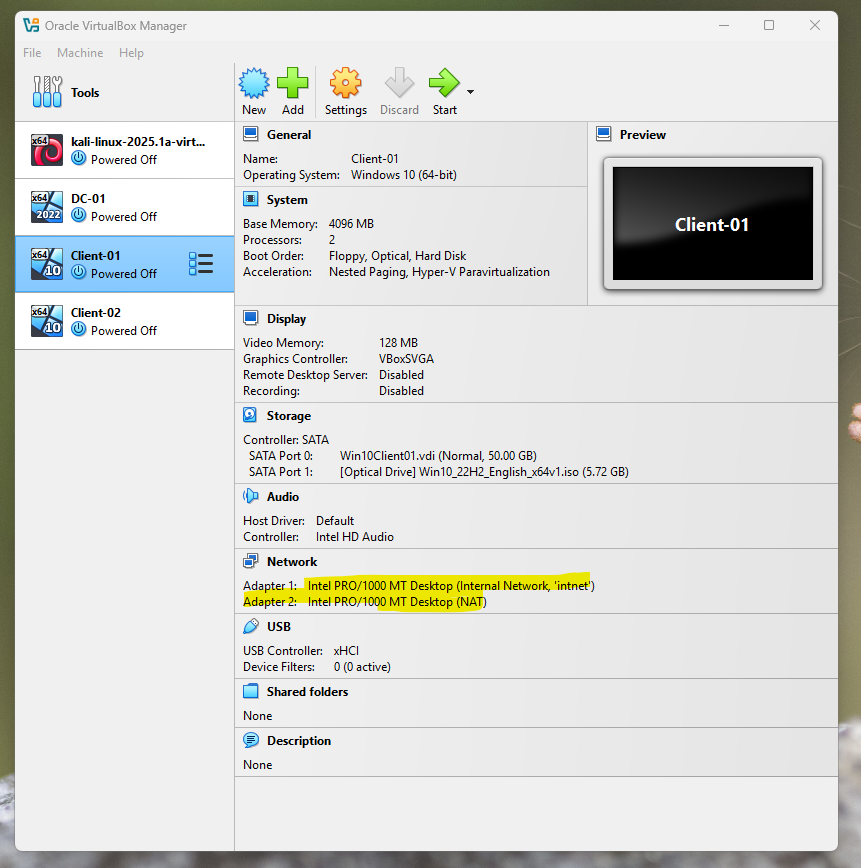 Oracle VirtualBox Manager
File Machine Help
Tools
New Add Settings Discard Start
x64
kali-linux-2025.1a-virt...
Powered Off
x64
2022
DC-01
Powered Off
x64
10
Client-01
Powered Off
x64
10
Client-02
Powered Off
General
Name: Client-01
Operating System: Windows 10 (64-bit)
Preview
Client-01
System
Base Memory: 4096 MB
Processors: 2
Boot Order: Floppy, Optical, Hard Disk
Acceleration: Nested Paging, Hyper-V Paravirtualization
Display
Video Memory: 128 MB
Graphics Controller: VBoxSVGA
Remote Desktop Server: Disabled
Recording: Disabled
Storage
Controller: SATA
SATA Port 0: Win10Client01.vdi (Normal, 50.00 GB)
SATA Port 1: [Optical Drive] Win10_22H2_English_x64v1.iso (5.72 GB)
Audio
Host Driver: Default
Controller: Intel HD Audio
Network
Adapter 1: Intel PRO/1000 MT Desktop (Internal Network, 'intnet')
Adapter 2: Intel PRO/1000 MT Desktop (NAT)
USB
USB Controller: xHCI
Device Filters: 0 (0 active)
Shared folders
None
Description
None